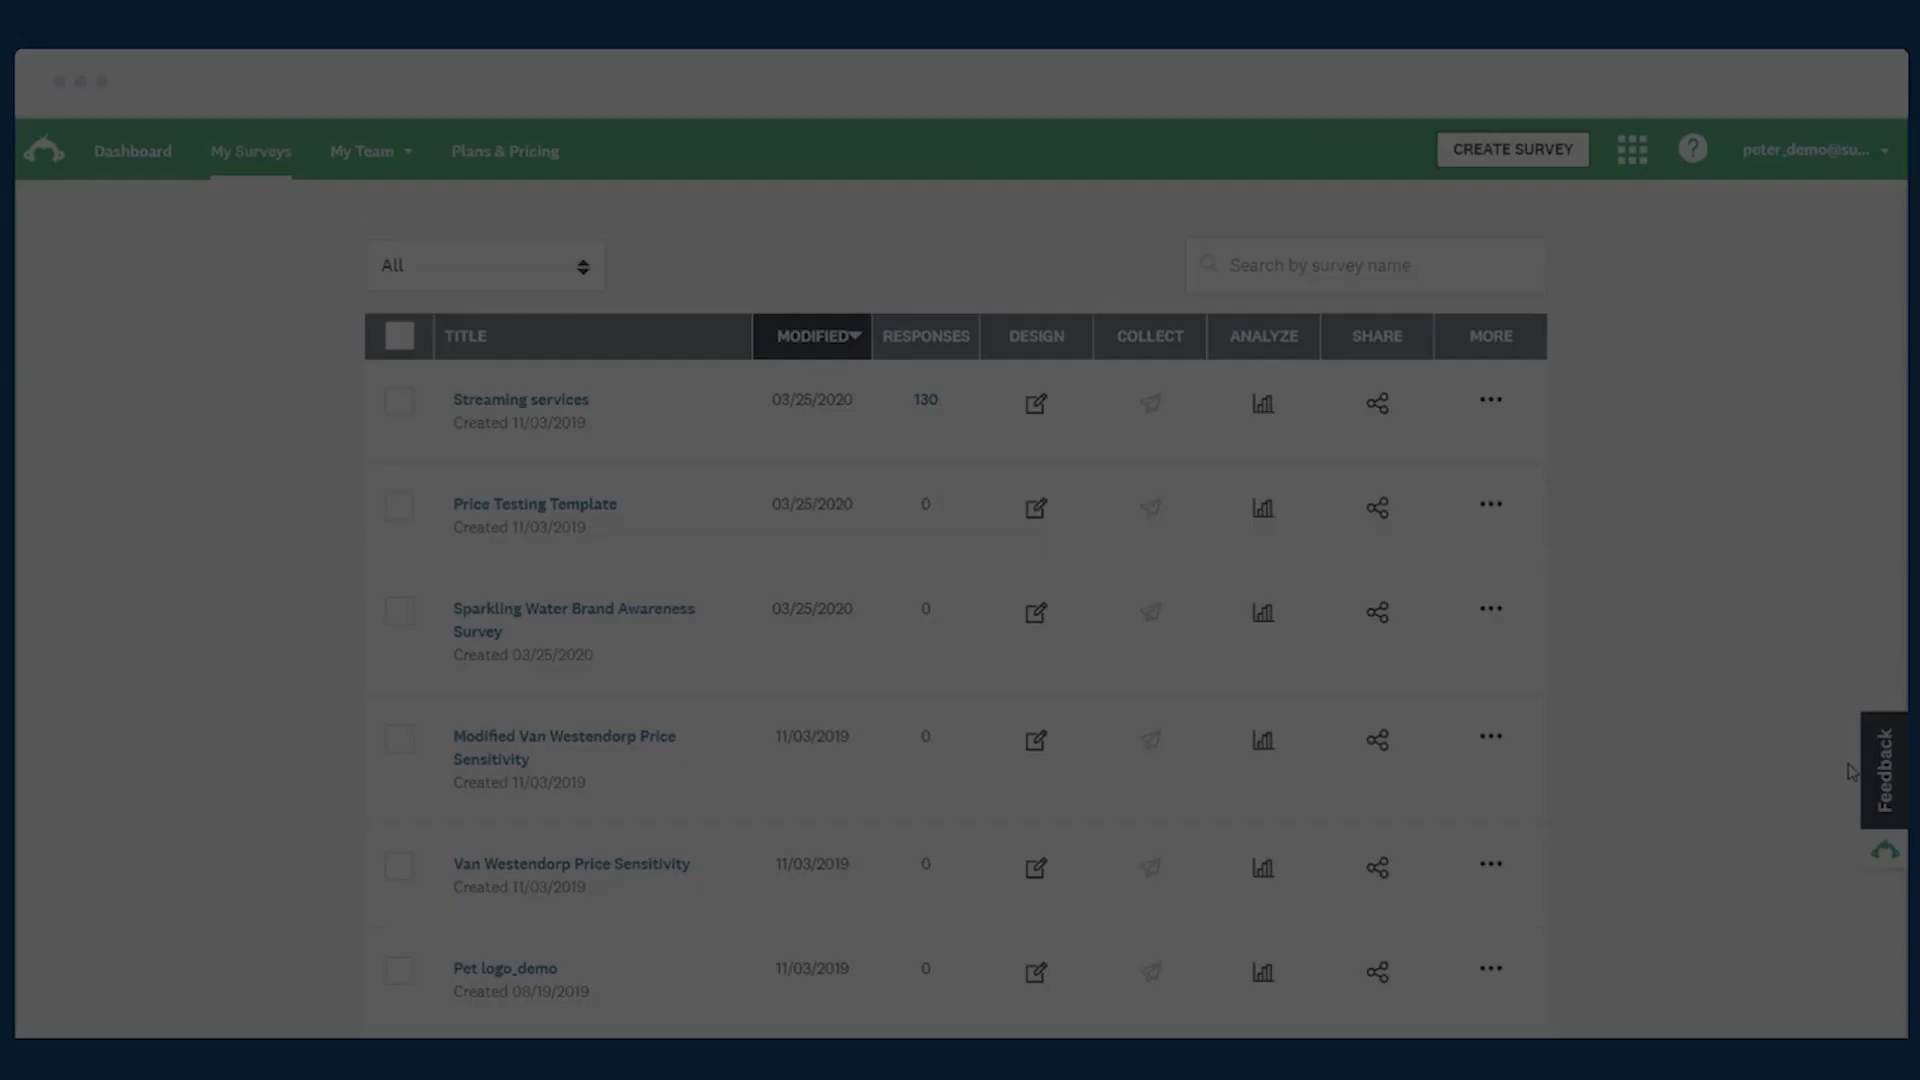 Dashboard My Surveys My Team Plans & Pricing CREATE SURVEY ? peter_demo@su...
All Search by survey name
TITLE MODIFIED RESPONSES DESIGN COLLECT ANALYZE SHARE MORE
Streaming services 03/25/2020 130
Created 11/03/2019
Price Testing Template 03/25/2020 0
Created 11/03/2019
Sparkling Water Brand Awareness 03/25/2020 0
Survey
Created 03/25/2020
Modified Van Westendorp Price 11/03/2019 0
Sensitivity
Created 11/03/2019
Van Westendorp Price Sensitivity 11/03/2019 0
Created 11/03/2019
Pet logo_demo 11/03/2019 0
Created 08/19/2019
Feedback